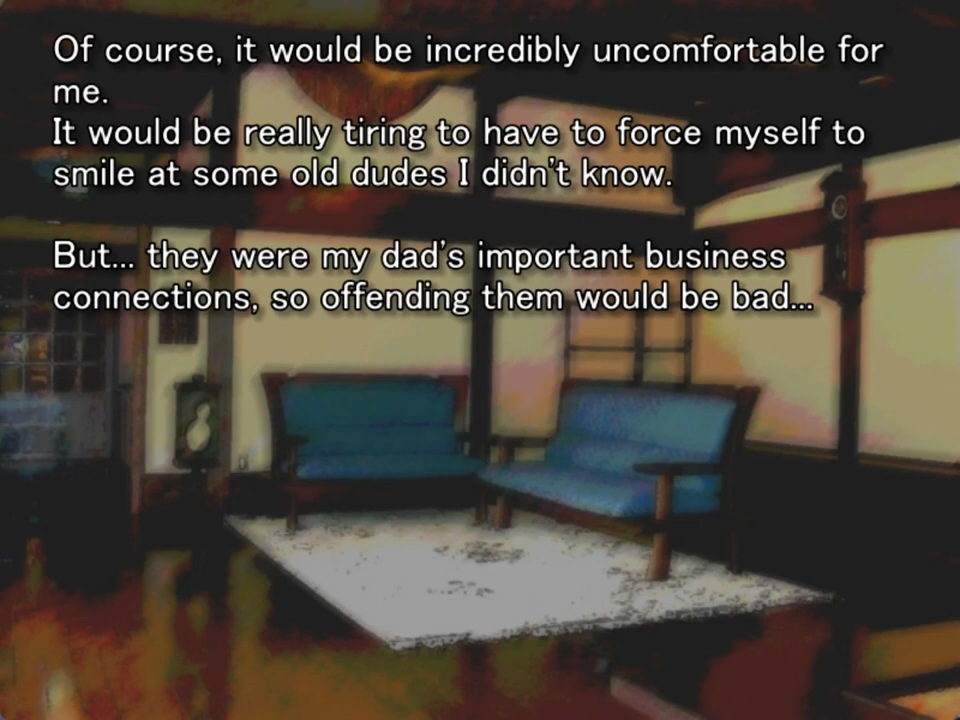 Of course, it would be incredibly uncomfortable for
me.
It would be really tiring to have to force myself to
smile at some old dudes I didn't know.
But... they were my dad's important business
connections, so offending them would be bad...